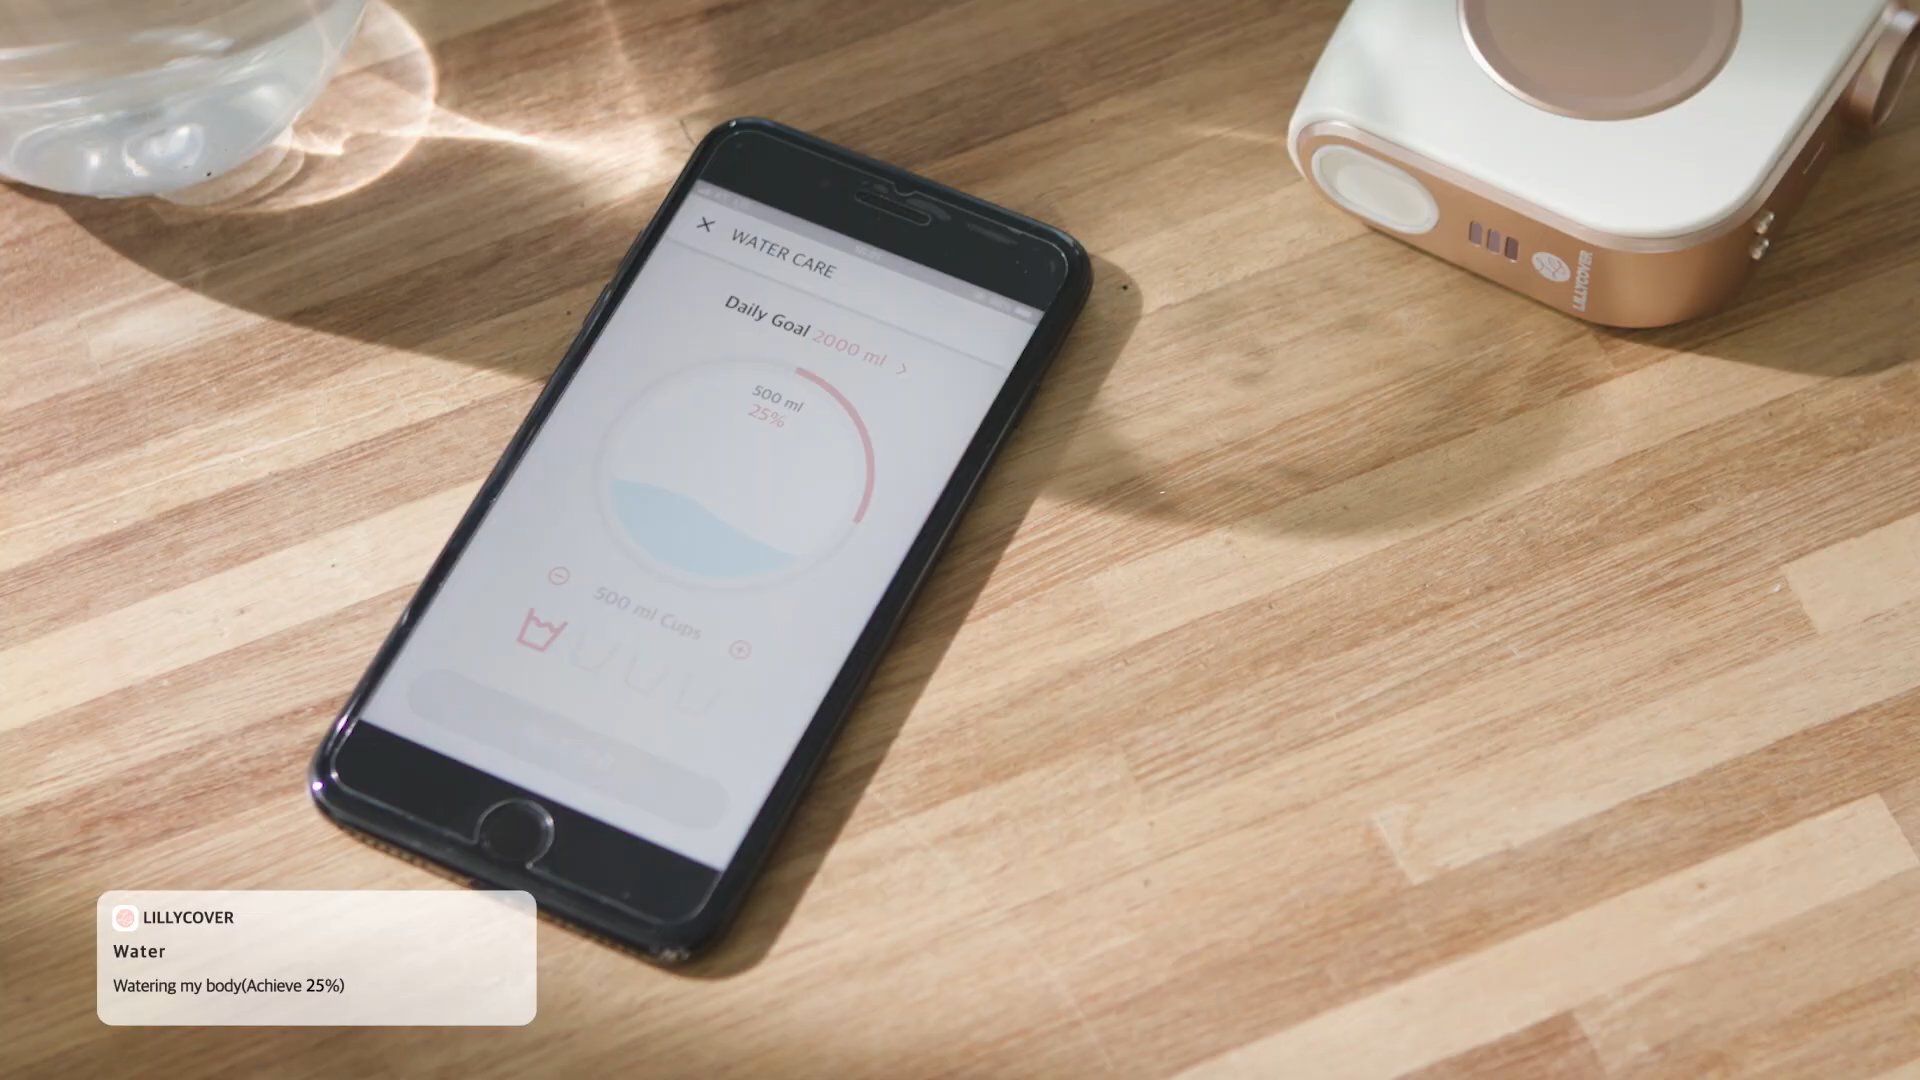 WATER CARE
Daily Goal 2000 ml
500 ml
25%
500 ml Cups
LILLYCOVER
LILLYCOVER
Water
Watering my body(Achieve 25%)